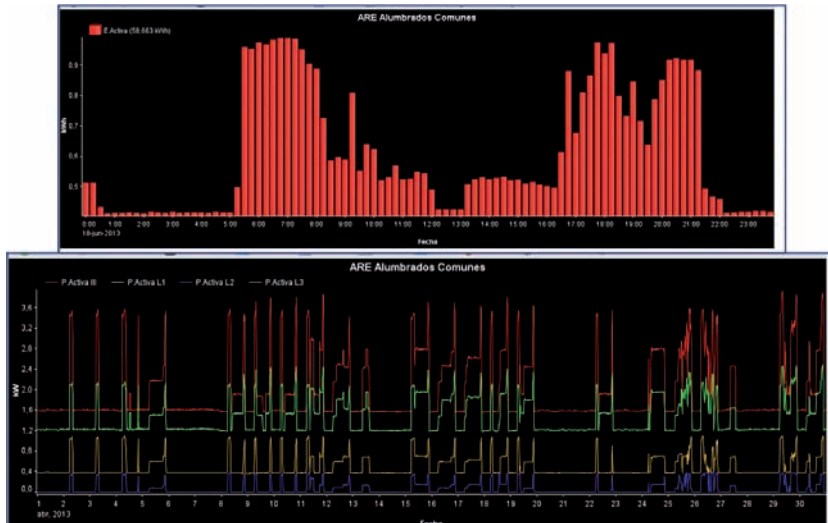 ARE Alumbrados Comunes
E.Activa (58.663 kWh)
0,9
0,8
0,7
0,6
0,5
kWh
0:00 1:00 2:00 3:00 4:00 5:00 6:00 7:00 8:00 9:00 10:00 11:00 12:00 13:00 14:00 15:00 16:00 17:00 18:00 19:00 20:00 21:00 22:00 23:00
18-jun-2013
Fecha
ARE Alumbrados Comunes
P.Activa III P.Activa L1 P.Activa L2 P.Activa L3
3,6
3,2
2,8
2,4
2,0
1,6
1,2
0,8
0,4
0,0
kW
1 2 3 4 5 6 7 8 9 10 11 12 13 14 15 16 17 18 19 20 21 22 23 24 25 26 27 28 29 30
abr. 2013
Fecha